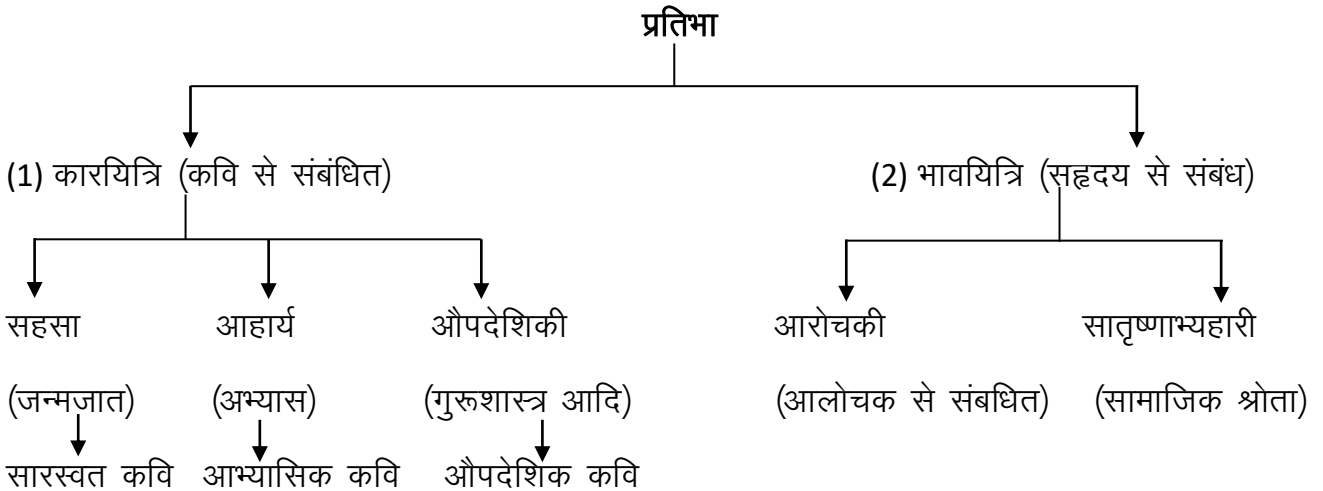 प्रतिभा
(1) कारयित्रि (कवि से संबंधित) (2) भावयित्रि (सहृदय से संबंध)
सहसा आहार्य औपदेशिकी आरोचकी सातृष्णाभ्यहारी
(जन्मजात) (अभ्यास) (गुरूशास्त्र आदि) (आलोचक से संबधित) (सामाजिक श्रोता)
सारस्वत कवि आभ्यासिक कवि औपदेशिक कवि